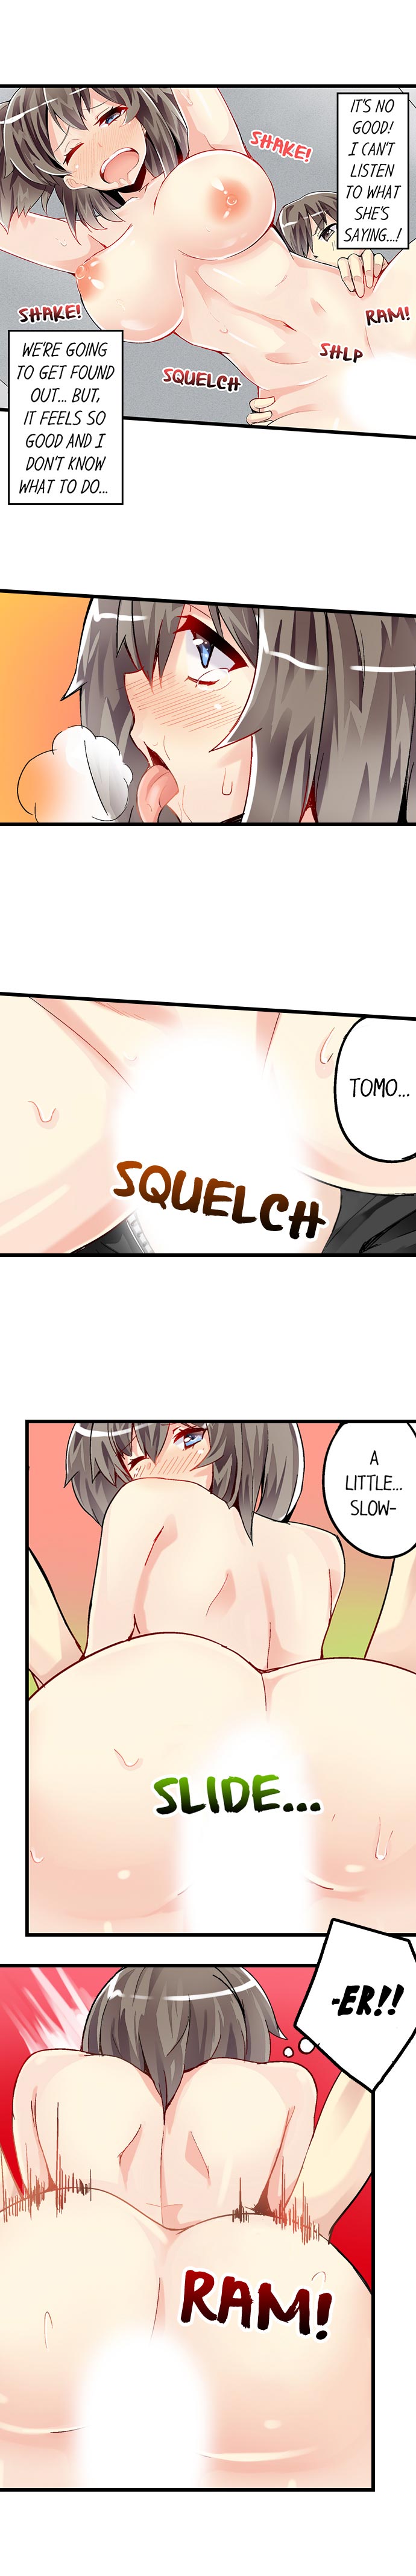 IT'S NO
GOOD!
I CAN'T
LISTEN
TO WHAT
SHE'S
SAYING...!
SHAKE!
SHAKE!
RAM!
SHLP
SQUELCH
WE'RE GOING
TO GET FOUND
OUT... BUT,
IT FEELS SO
GOOD AND I
DON'T KNOW
WHAT TO DO...
TOMO...
SQUELCH
A
LITTLE...
SLOW-
SLIDE...
-ER!!
RAM!